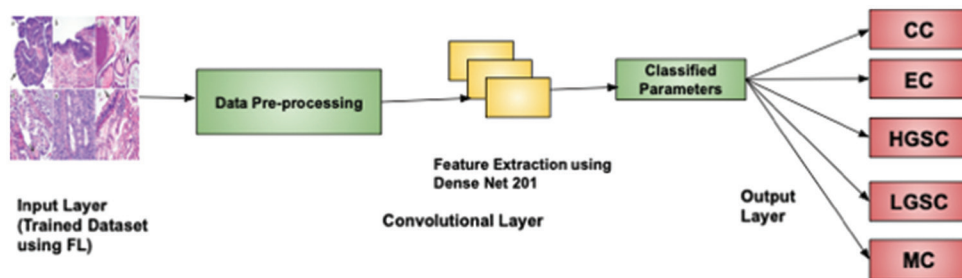 Input Layer
(Trained Dataset
using FL)
Data Pre-processing
Feature Extraction using
Dense Net 201
Convolutional Layer
Classified
Parameters
Output
Layer
CC
EC
HGSC
LGSC
MC